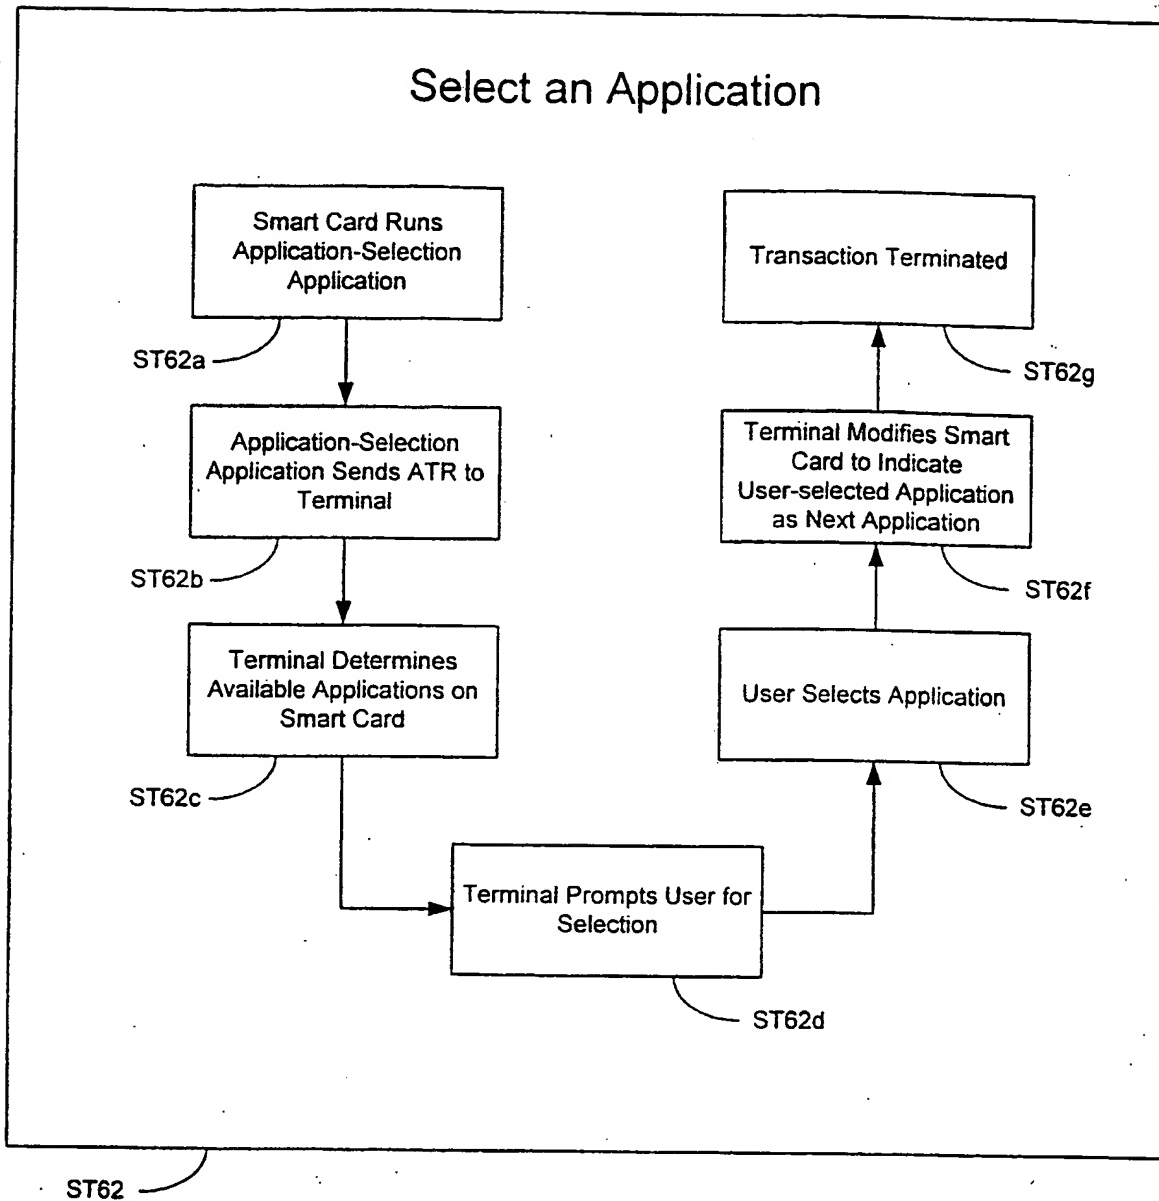 Select an Application
Smart Card Runs
Application-Selection
Application
ST62a
Application-Selection
Application Sends ATR to
Terminal
ST62b
Terminal Determines
Available Applications on
Smart Card
ST62c
Terminal Prompts User for
Selection
ST62d
User Selects Application
ST62e
Terminal Modifies Smart
Card to Indicate
User-selected Application
as Next Application
ST62f
Transaction Terminated
ST62g
ST62